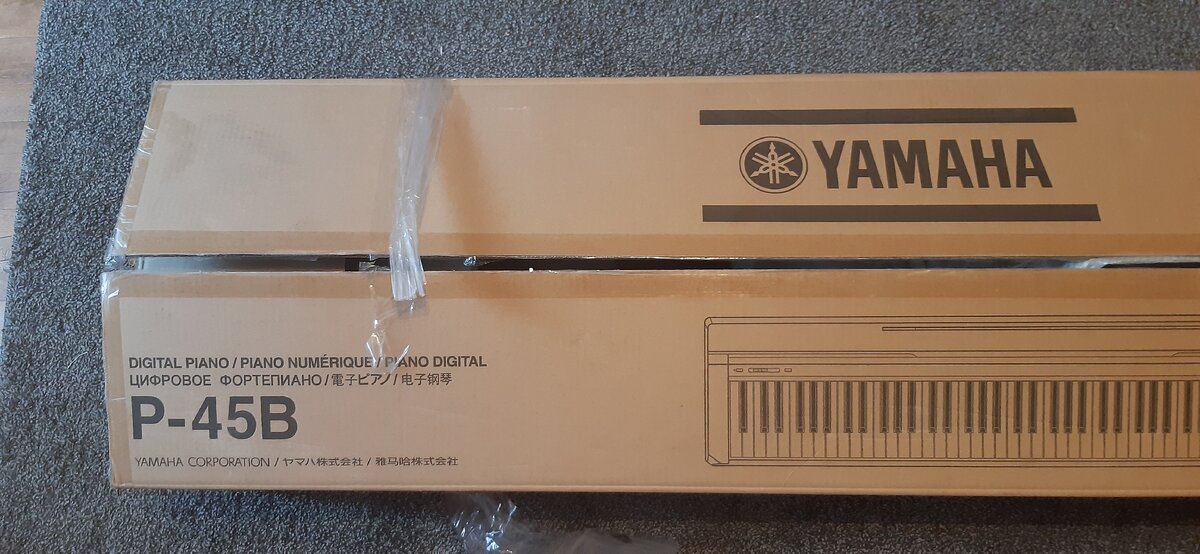 YAMAHA
DIGITAL PIANO / PIANO NUMÉRIQUE / PIANO DIGITAL
ЦИФРОВОЕ ФОРТЕПИАНО / 電子ピアノ / 电子钢琴
P-45B
YAMAHA CORPORATION / ヤマハ株式会社 / 雅马哈株式会社